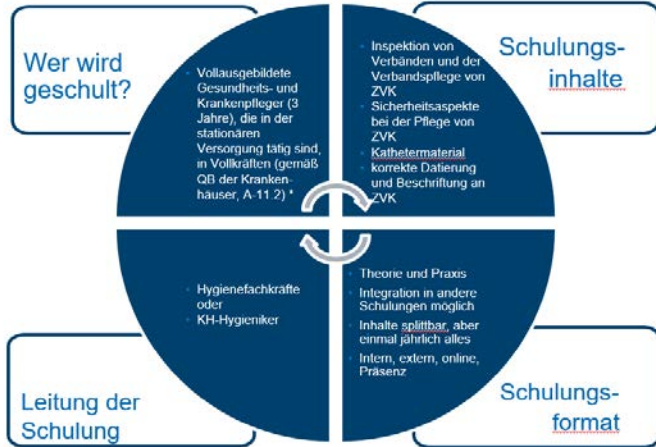 Wer wird
geschult?
Vollausgebildete
Gesundheits- und
Krankenpfleger (3
Jahre), die in der
stationären
Versorgung tätig sind,
in Vollkräften (gemäß
QB der Kranken-
häuser, A-11.2) *
Schulungs-
inhalte
Inspektion von
Verbänden und der
Verbandspflege von
ZVK
Sicherheitsaspekte
bei der Pflege von
ZVK
Kathetermaterial
korrekte Datierung
und Beschriftung an
ZVK
Leitung der
Schulung
Hygienefachkräfte
oder
KH-Hygieniker
Schulungs-
format
Theorie und Praxis
Integration in andere
Schulungen möglich
Inhalte splittbar, aber
einmal jährlich alles
Intern, extern, online,
Präsenz